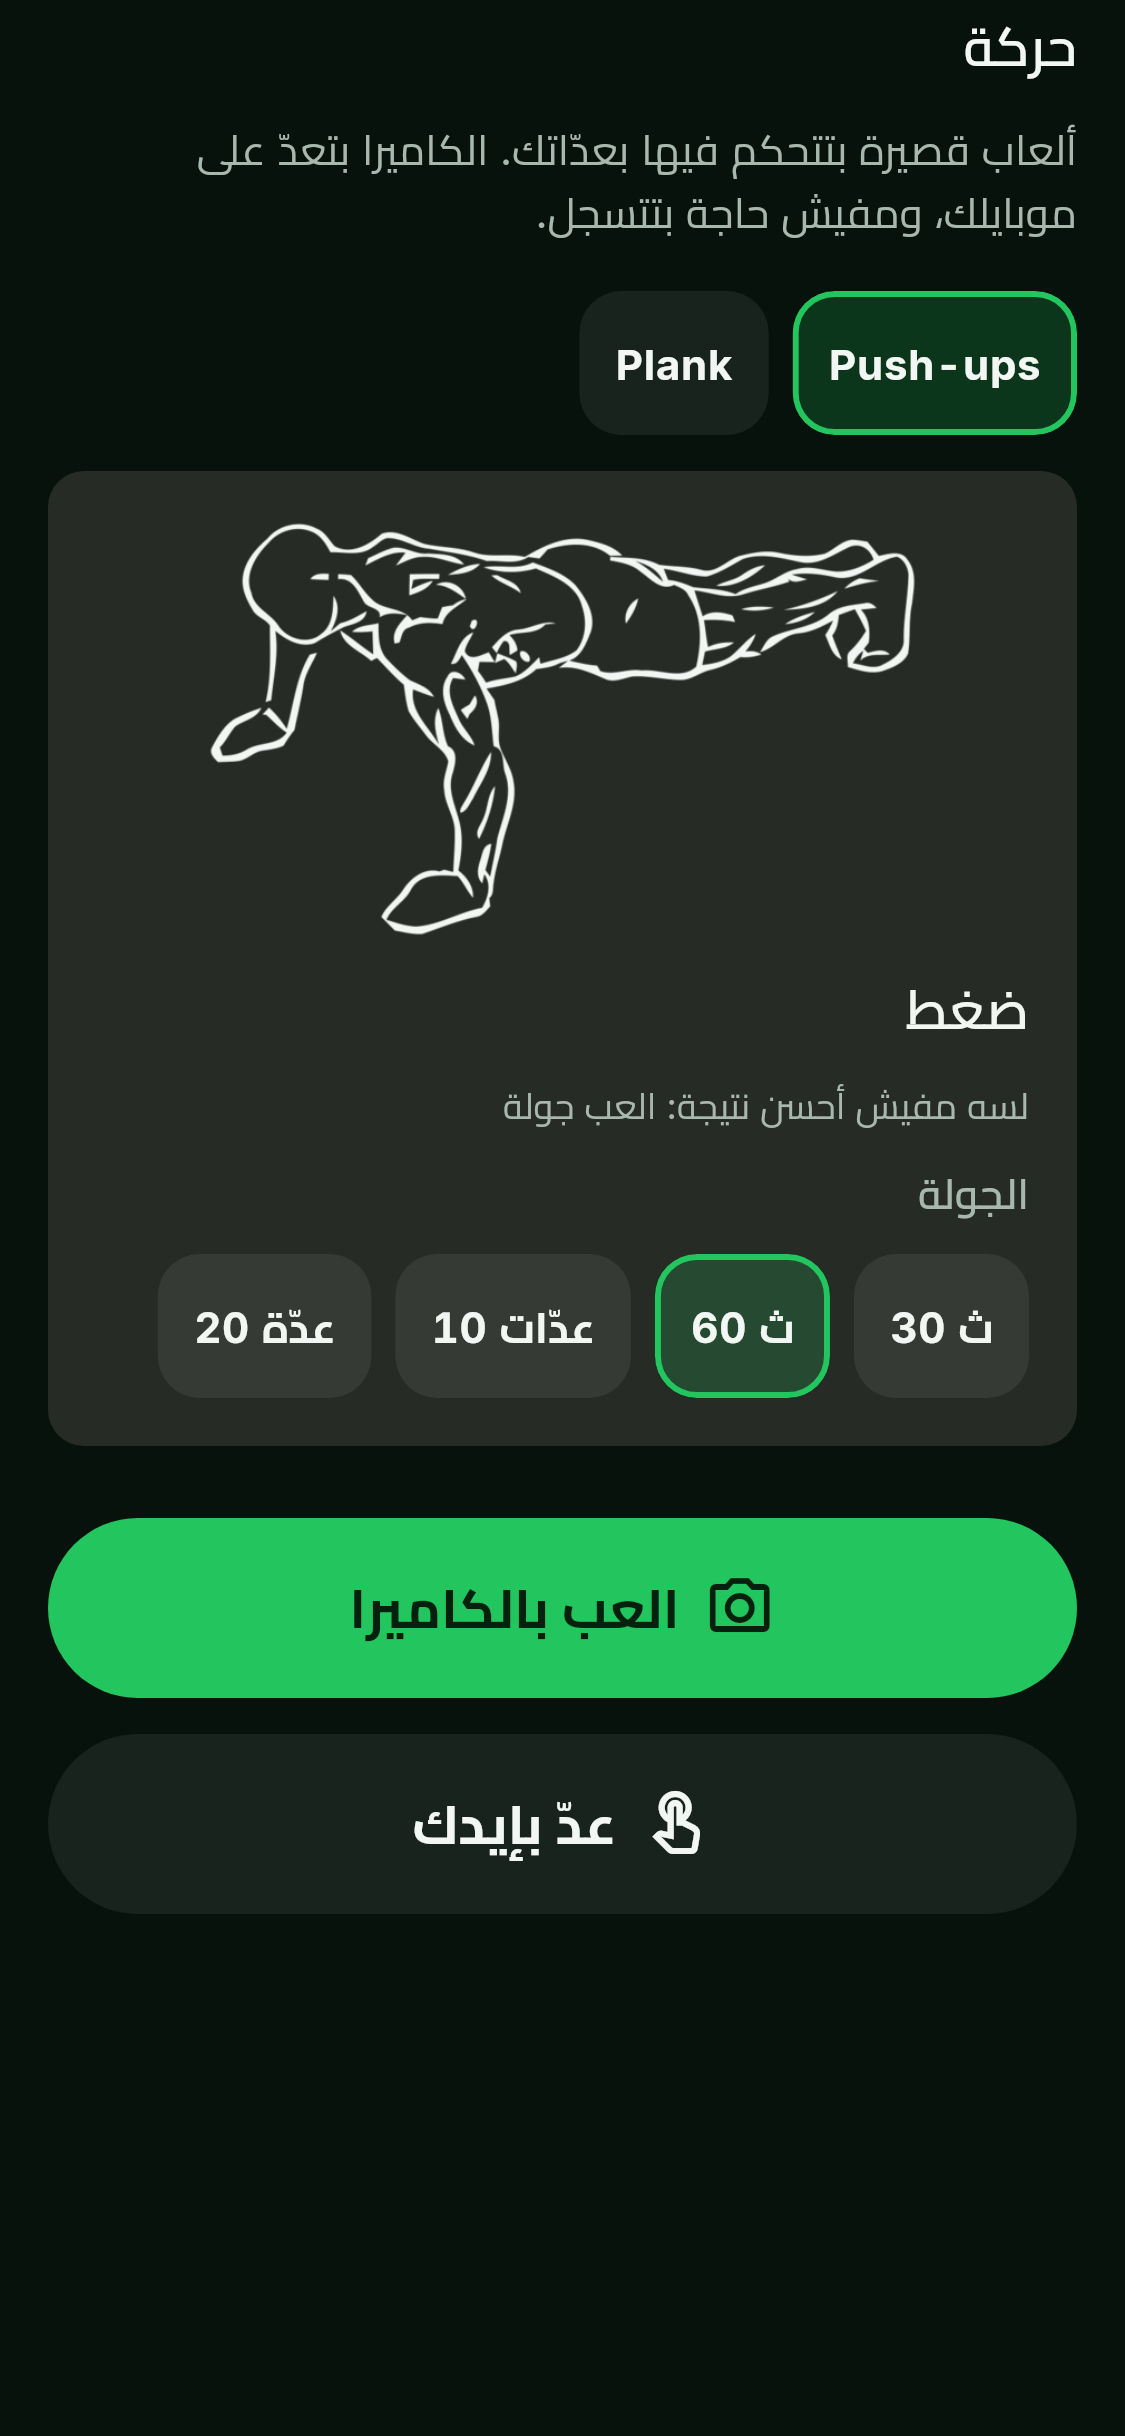 حركة
ألعاب قصيرة بتتحكم فيها بعدّاتك. الكاميرا بتعدّ على
موبايلك، ومفيش حاجة بتتسجل.
Push-ups
Plank
ضغط
لسه مفيش أحسن نتيجة: العب جولة
الجولة
30 ث
60 ث
10 عدّات
20 عدّة
العب بالكاميرا
عدّ بإيدك